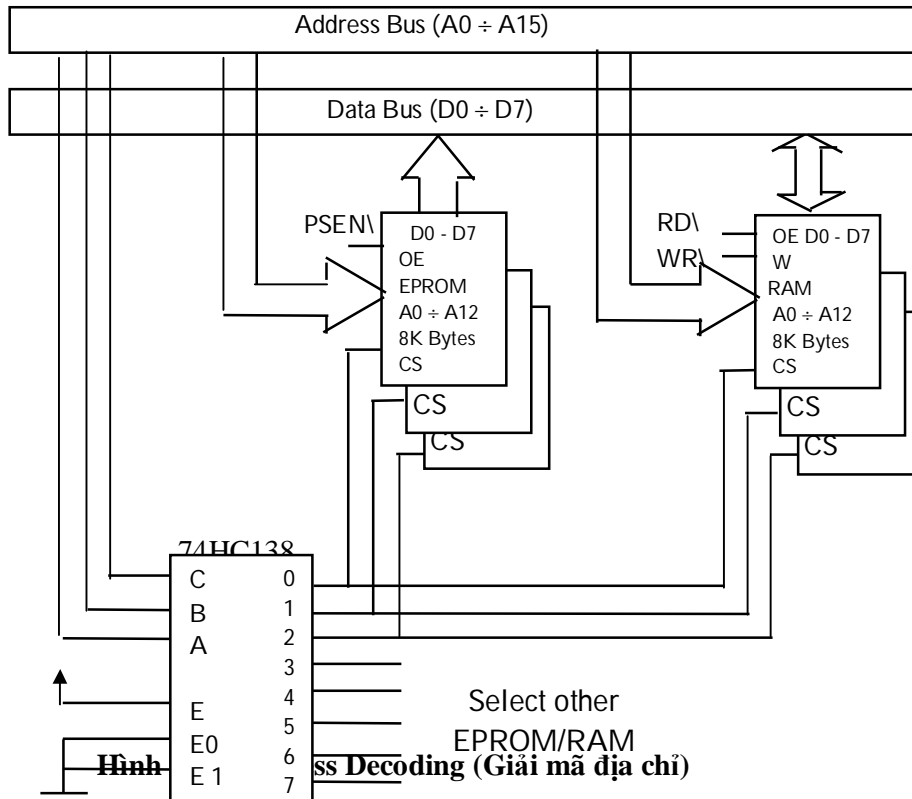 Address Bus (A0 ÷ A15)
Data Bus (D0 ÷ D7)
PSEN\
D0 - D7
OE
EPROM
A0 ÷ A12
8K Bytes
CS
CS
CS
RD\
WR\
OE D0 - D7
W
RAM
A0 ÷ A12
8K Bytes
CS
CS
CS
74HC138
C
B
A
E
E0
E1
0
1
2
3
4
5
6
7
Select other
EPROM/RAM
Hình ss Decoding (Giải mã địa chỉ)